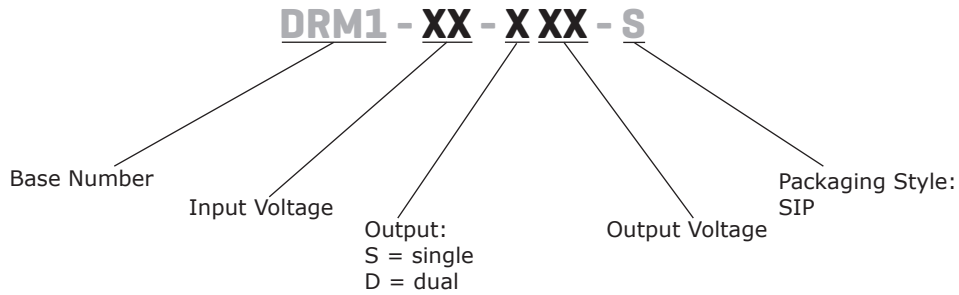 DRM1 - XX - X XX - S
Base Number
Input Voltage
Output:
S = single
D = dual
Output Voltage
Packaging Style:
SIP